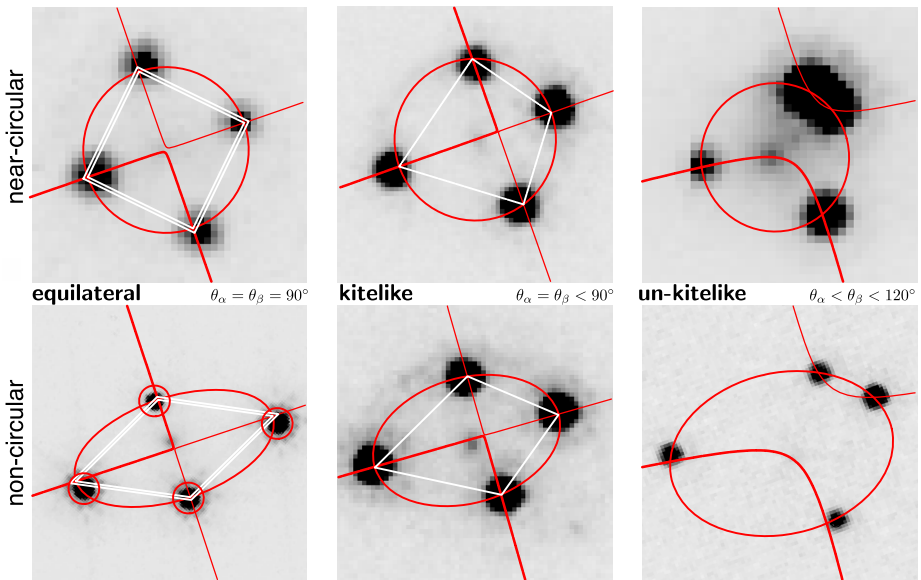 near-circular
equilateral θα = θβ = 90°
kitelike θα = θβ < 90°
un-kitelike θα < θβ < 120°
non-circular